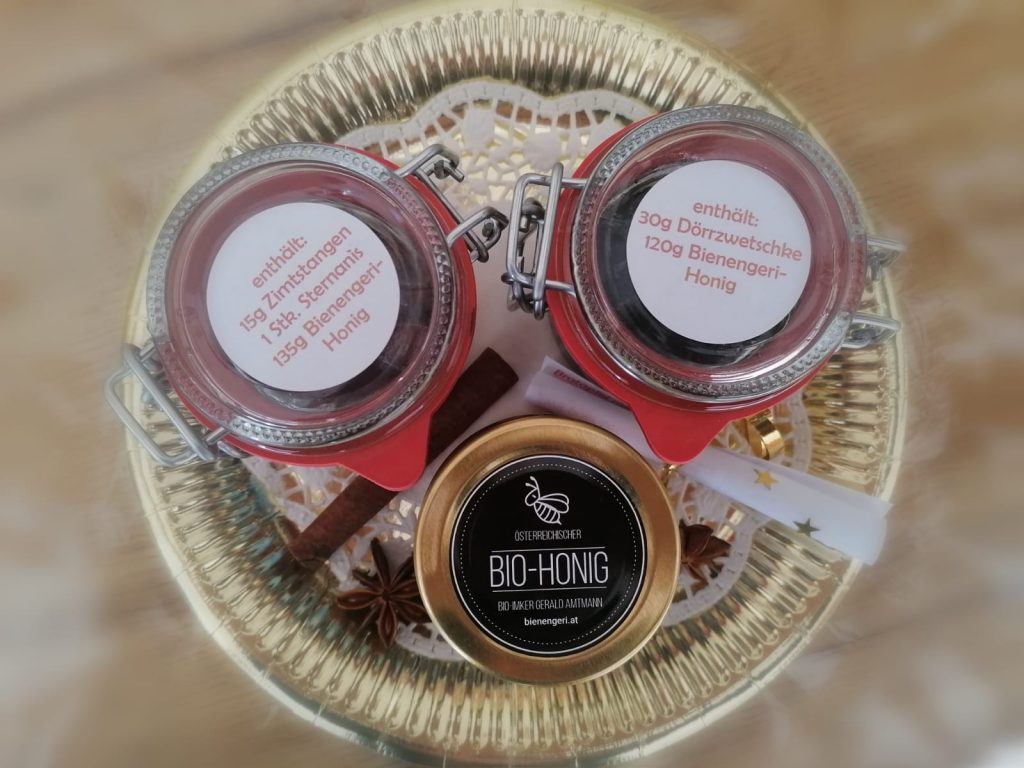 enthält:
15g Zimtstangen
1 Stk. Sternanis
135g Bienengeri-
Honig
enthält:
30g Dörrzwetschke
120g Bienengeri-
Honig
ÖSTERREICHISCHER
BIO-HONIG
BIO-IMKER GERALD AMTMANN
bienengeri.at